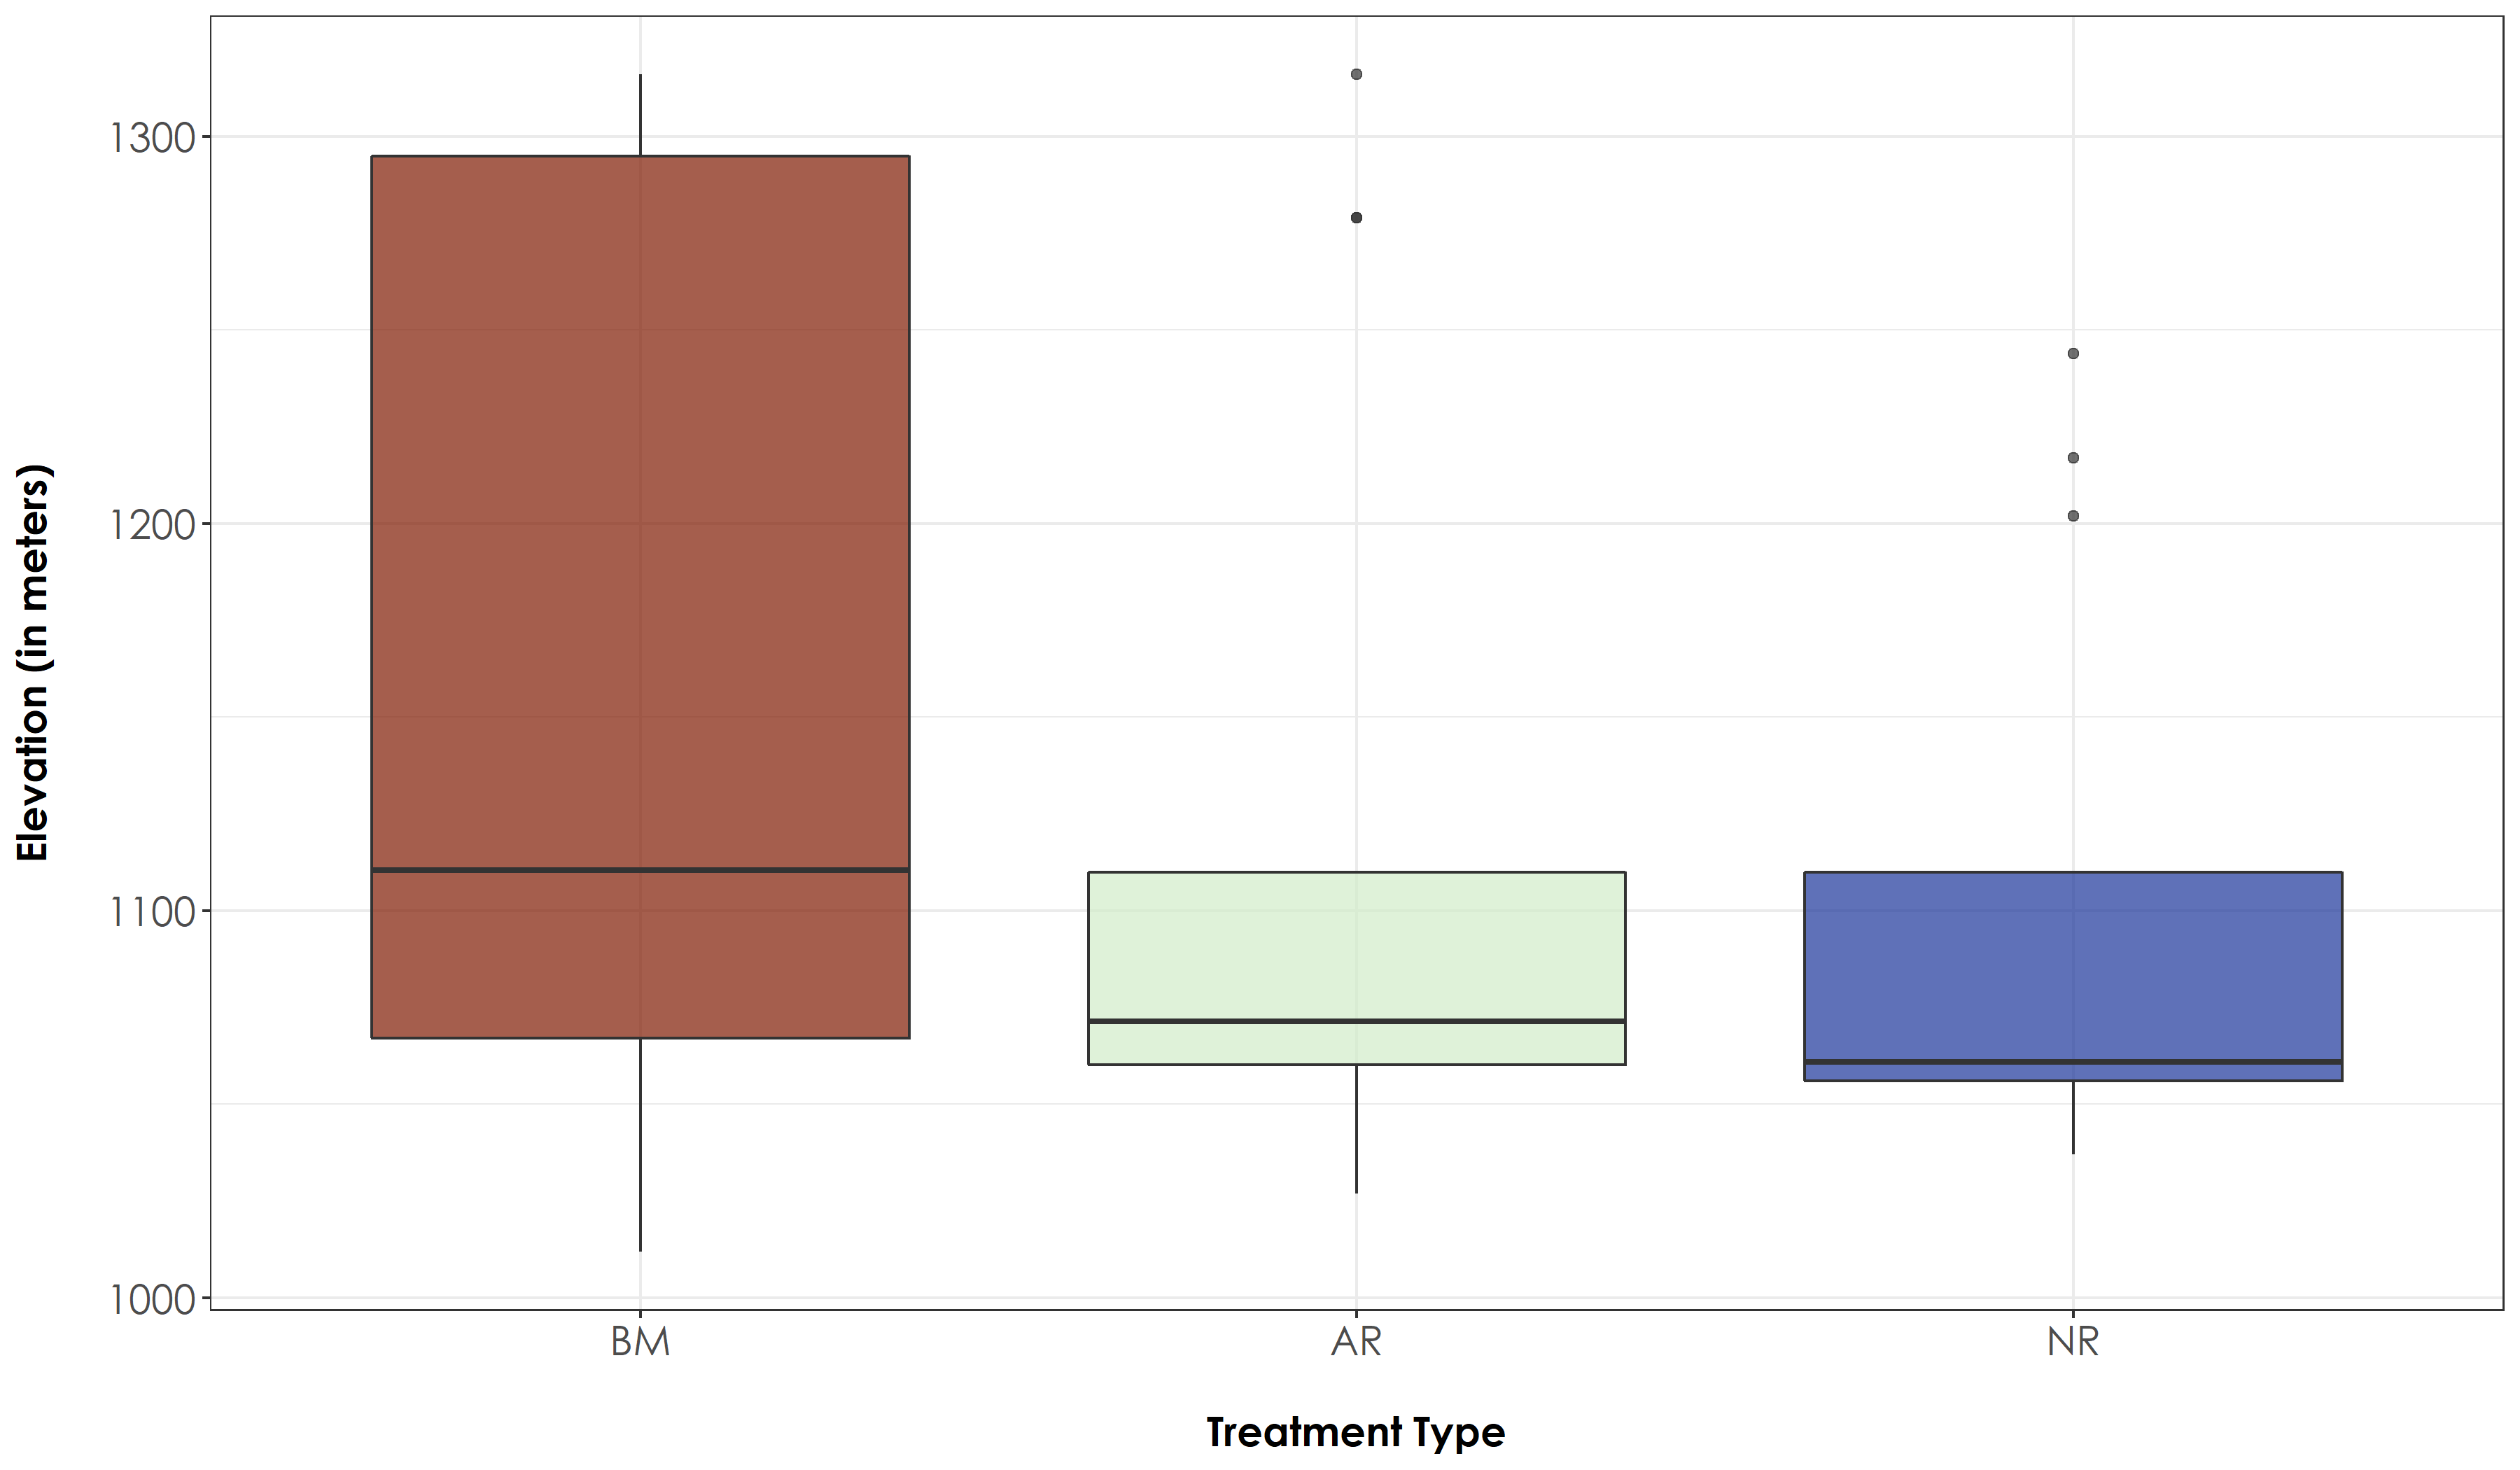 Elevation (in meters)
1300
1200
1100
1000
BM
AR
NR
Treatment Type